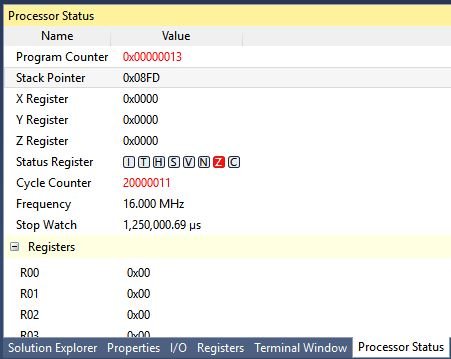 Processor Status
Name Value
Program Counter 0x00000013
Stack Pointer 0x08FD
X Register 0x0000
Y Register 0x0000
Z Register 0x0000
Status Register I T H S V N Z C
Cycle Counter 20000011
Frequency 16.000 MHz
Stop Watch 1,250,000.69 µs
Registers
R00 0x00
R01 0x00
R02 0x00
R03 0x00
Solution Explorer Properties I/O Registers Terminal Window Processor Status